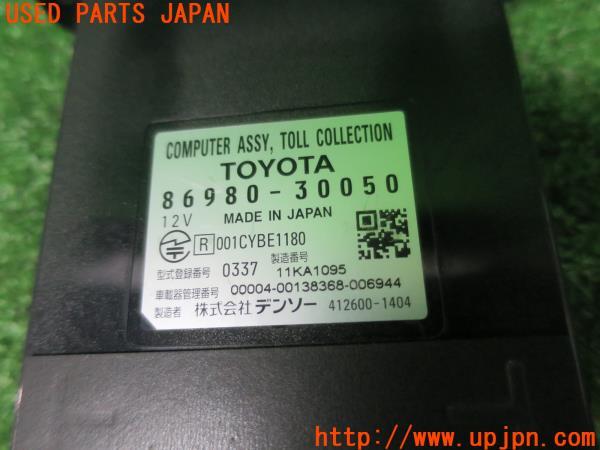 USED PARTS JAPAN
COMPUTER ASSY, TOLL COLLECTION
TOYOTA
86980-30050
12V MADE IN JAPAN
R 001CYBE1180
型式登録番号 0337 製造番号 11KA1095
車載器管理番号 00004-00138368-006944
製造者 株式会社デンソー 412600-1404
http://www.upjpn.com/